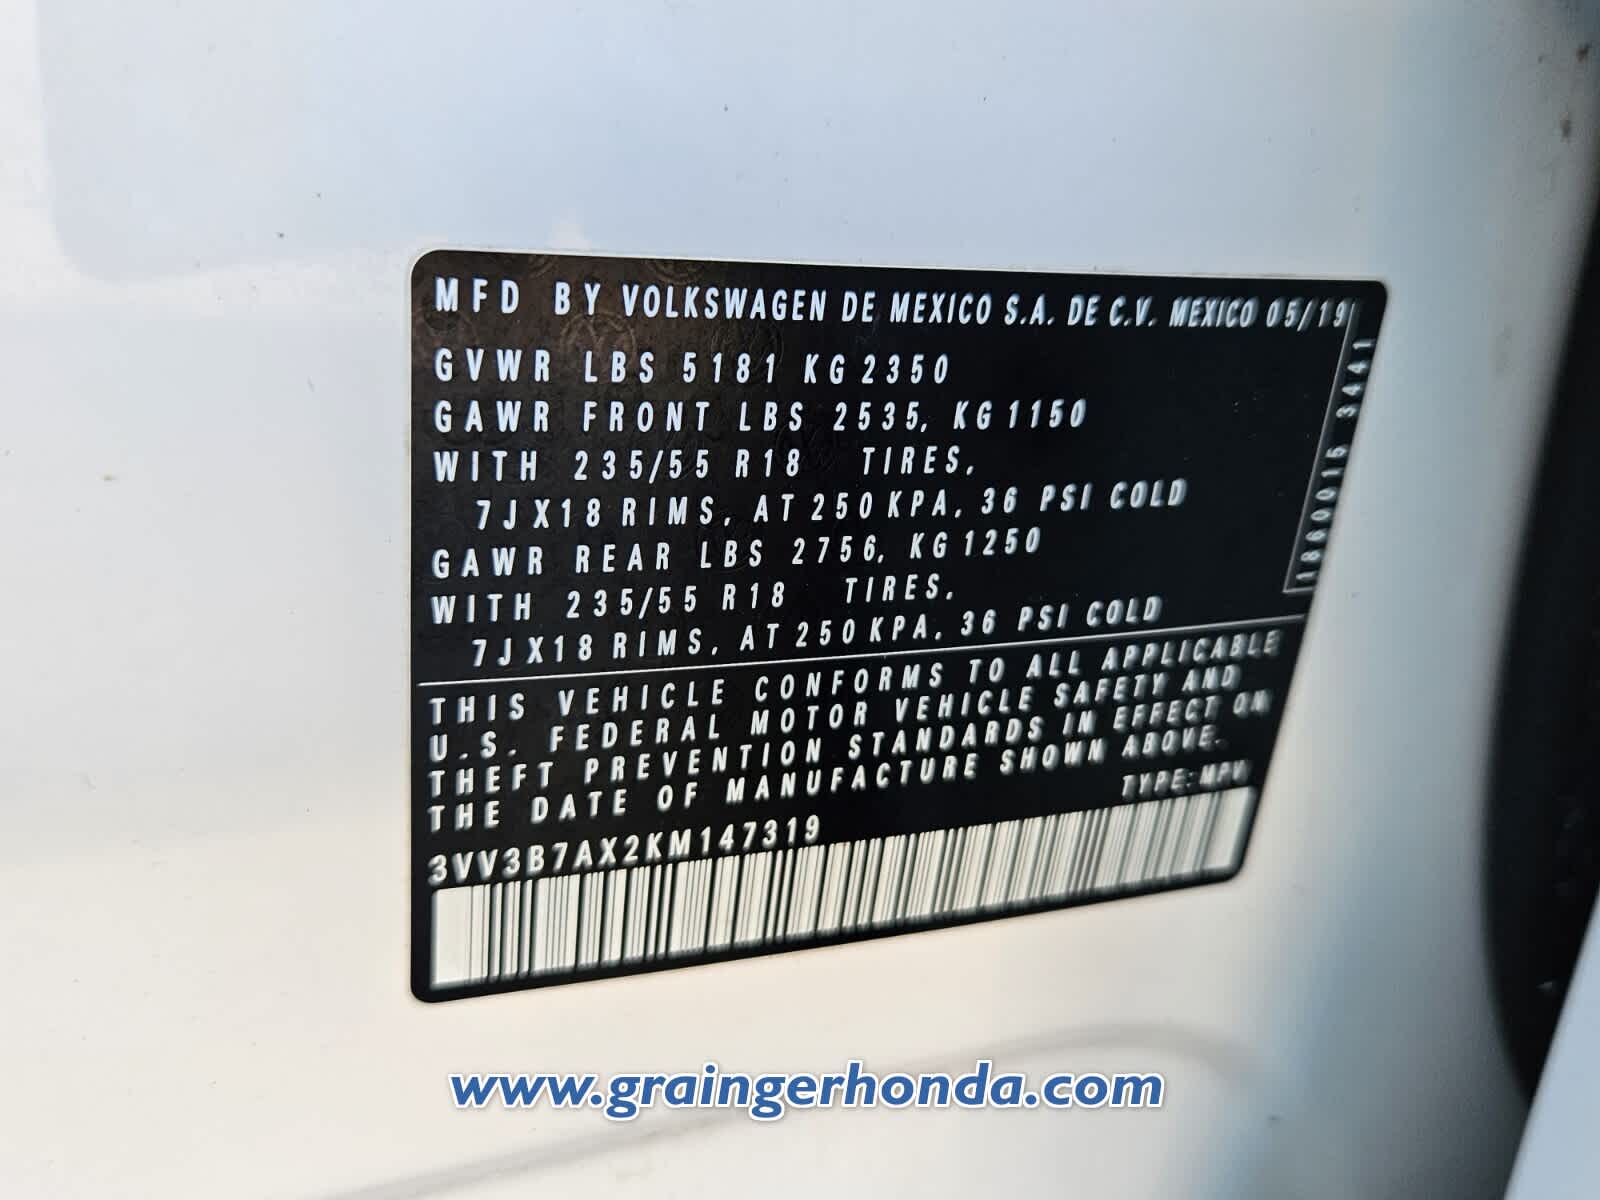 MFD BY VOLKSWAGEN DE MEXICO S.A. DE C.V. MEXICO 05/19
GVWR LBS 5181 KG 2350
GAWR FRONT LBS 2535, KG 1150
WITH 235/55 R18 TIRES,
7JX18 RIMS, AT 250 KPA, 36 PSI COLD
GAWR REAR LBS 2756, KG 1250
WITH 235/55 R18 TIRES,
7JX18 RIMS, AT 250 KPA, 36 PSI COLD
1860015 3441
THIS VEHICLE CONFORMS TO ALL APPLICABLE
U.S. FEDERAL MOTOR VEHICLE SAFETY AND
THEFT PREVENTION STANDARDS IN EFFECT ON
THE DATE OF MANUFACTURE SHOWN ABOVE.
TYPE: MPV
3VV3B7AX2KM147319
www.graingerhonda.com